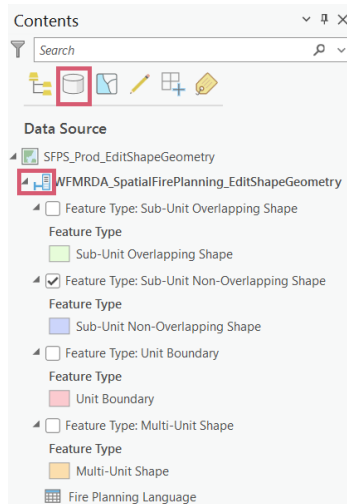 Contents
Search
Data Source
SFPS_Prod_EditShapeGeometry
WFMRDA_SpatialFirePlanning_EditShapeGeometry
Feature Type: Sub-Unit Overlapping Shape
Feature Type
Sub-Unit Overlapping Shape
Feature Type: Sub-Unit Non-Overlapping Shape
Feature Type
Sub-Unit Non-Overlapping Shape
Feature Type: Unit Boundary
Feature Type
Unit Boundary
Feature Type: Multi-Unit Shape
Feature Type
Multi-Unit Shape
Fire Planning Language